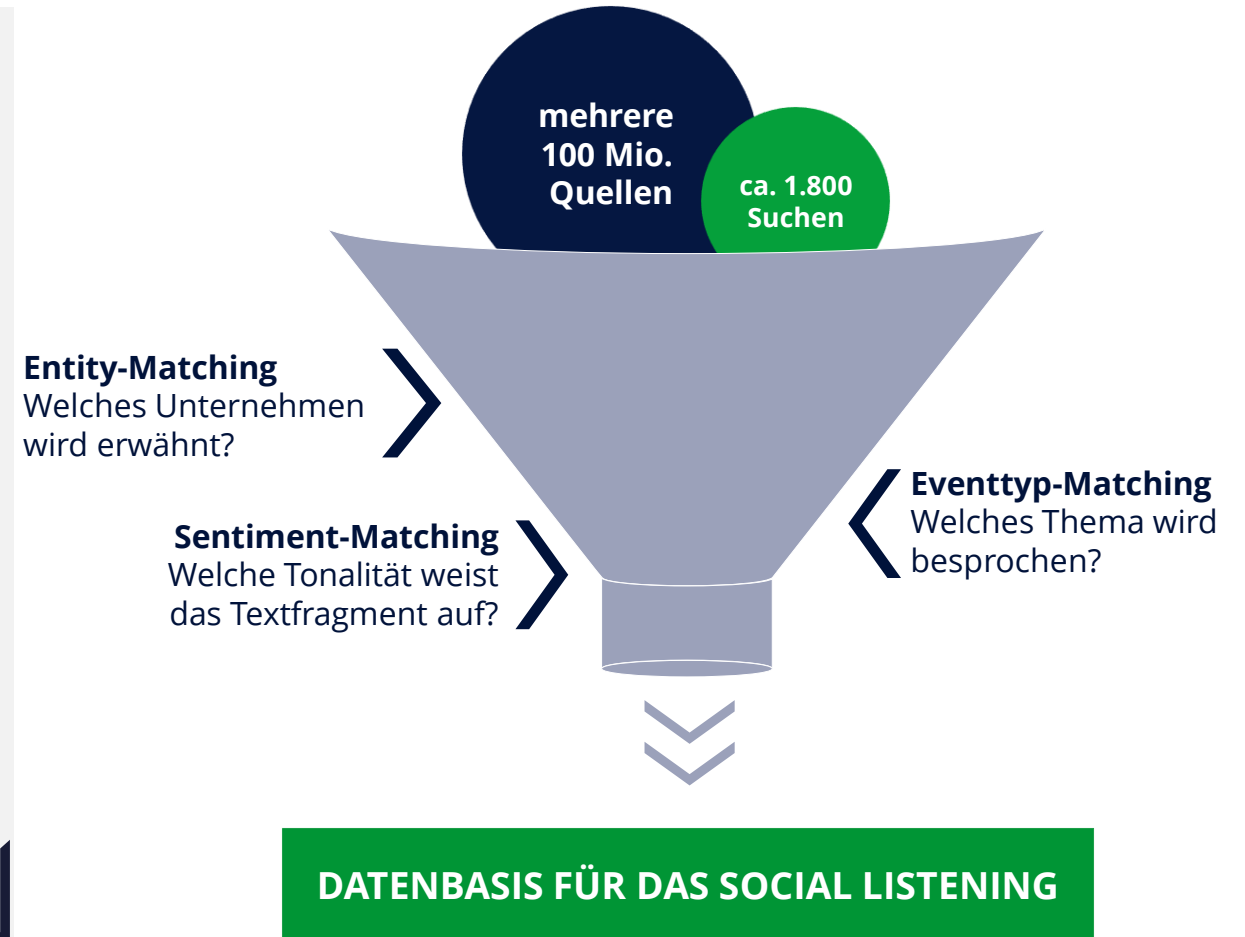 mehrere
100 Mio.
Quellen
ca. 1.800
Suchen
Entity-Matching
Welches Unternehmen
wird erwähnt?
Eventtyp-Matching
Welches Thema wird
besprochen?
Sentiment-Matching
Welche Tonalität weist
das Textfragment auf?
DATENBASIS FÜR DAS SOCIAL LISTENING